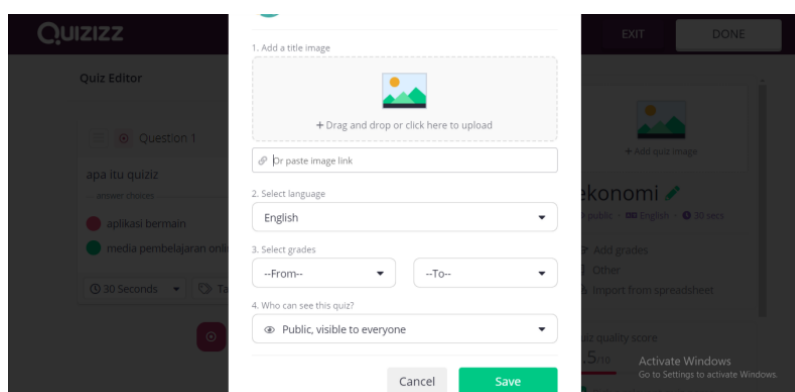 QUIZIZZ
EXIT
DONE
Quiz Editor
Question 1
apa itu quiziz
answer choices
aplikasi bermain
media pembelajaran onlin
30 Seconds
Ta
1. Add a title image
+ Drag and drop or click here to upload
Or paste image link
2. Select language
English
3. Select grades
--From--
--To--
4. Who can see this quiz?
Public, visible to everyone
Cancel
Save
+ Add quiz image
ekonomi
public
English
30 secs
Add grades
Other
Import from spreadsheet
iz quality score
.5/10
Activate Windows
Go to Settings to activate Windows.